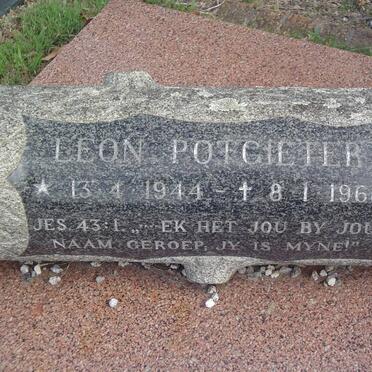 LEON POTGIETER
★ 13 4 1944 - ✝ 8 1 196
JES. 43:1. „... EK HET JOU BY JOU
NAAM GEROEP, JY IS MYNE!"